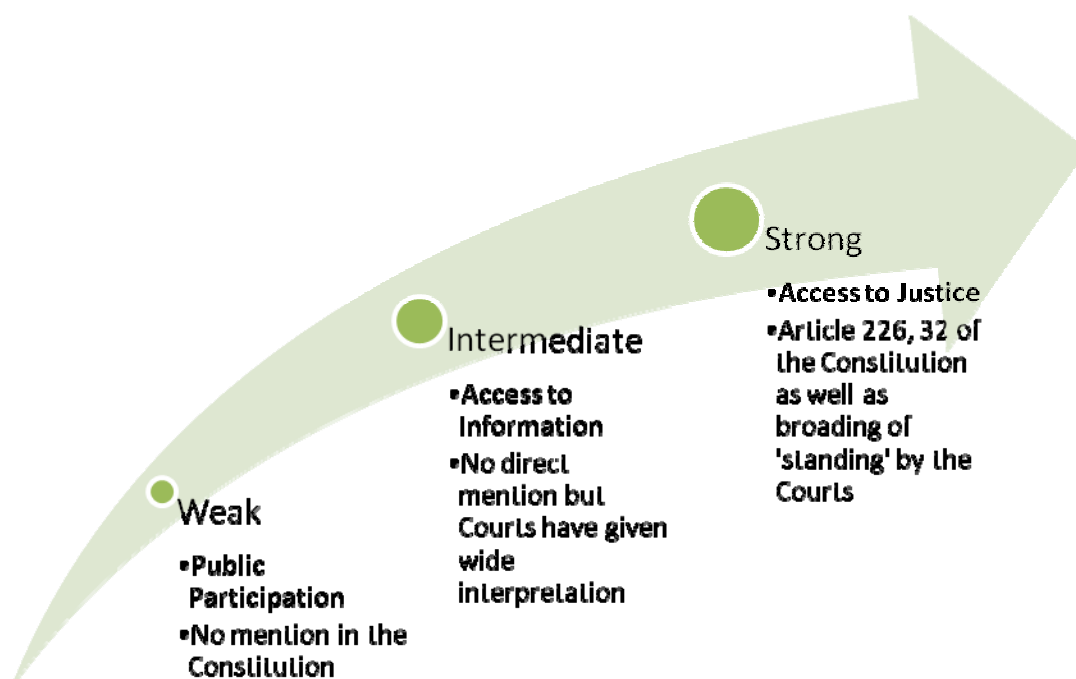 Weak
•Public
Participation
•No mention in the
Constitution
Intermediate
•Access to
Information
•No direct
mention but
Courts have given
wide
interpretation
Strong
•Access to Justice
•Article 226, 32 of
the Constitution
as well as
broading of
'standing' by the
Courts